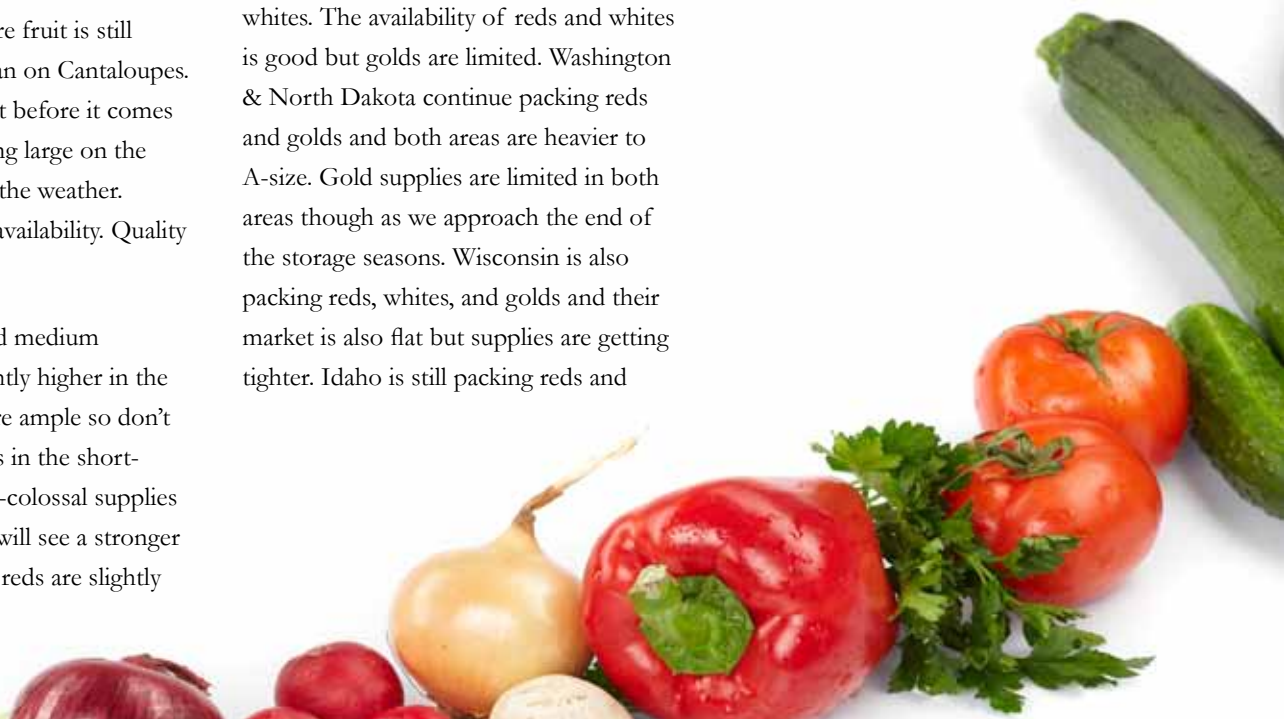 re fruit is still
an on Cantaloupes.
t before it comes
ng large on the
the weather.
availability. Quality
d medium
ntly higher in the
re ample so don't
s in the short-
-colossal supplies
will see a stronger
reds are slightly
whites. The availability of reds and whites
is good but golds are limited. Washington
& North Dakota continue packing reds
and golds and both areas are heavier to
A-size. Gold supplies are limited in both
areas though as we approach the end of
the storage seasons. Wisconsin is also
packing reds, whites, and golds and their
market is also flat but supplies are getting
tighter. Idaho is still packing reds and